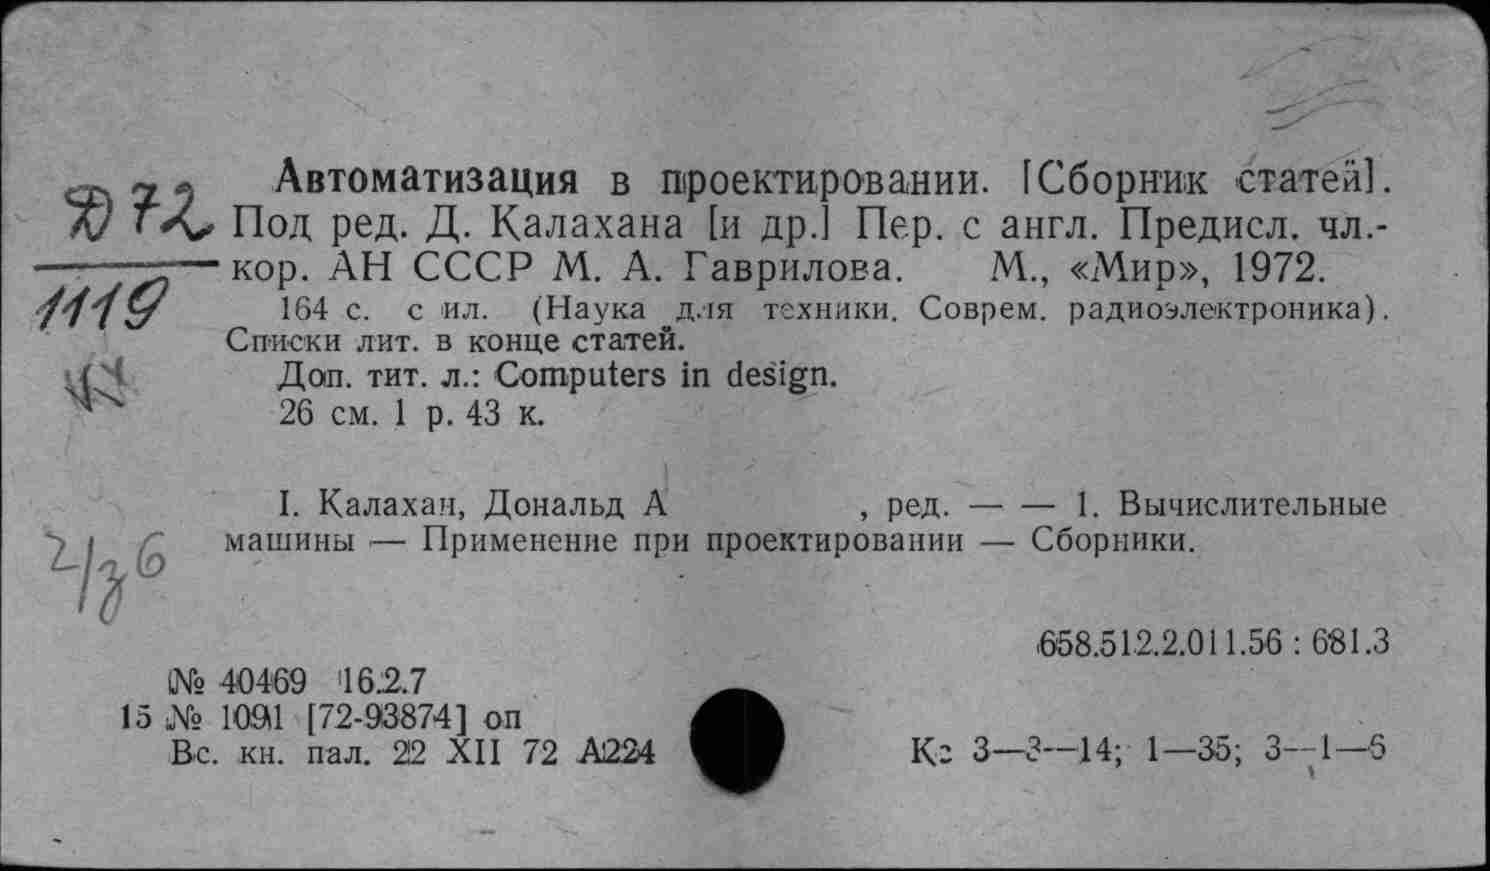 Автоматизация в проектировании. [Сборник статей].
Д72 Под ред. Д. Калахана [и др.] Пер. с англ. Предисл. чл.-
кор. АН СССР М. А. Гаврилова. М., «Мир», 1972.
1119 164 с. с ил. (Наука для техники. Соврем. радиоэлектроника).
Списки лит. в конце статей.
Доп. тит. л.: Computers in design.
26 см. 1 р. 43 к.
I. Калахан, Дональд А , ред. — — 1. Вычислительные
машины — Применение при проектировании — Сборники.
658.512.2.011.56 : 681.3
№ 40469 16.2.7
15 № 1091 [72-93874] оп
Вс. кн. пал. 22 XII 72 А224
Кс 3—3—14; 1—35; 3—1—6